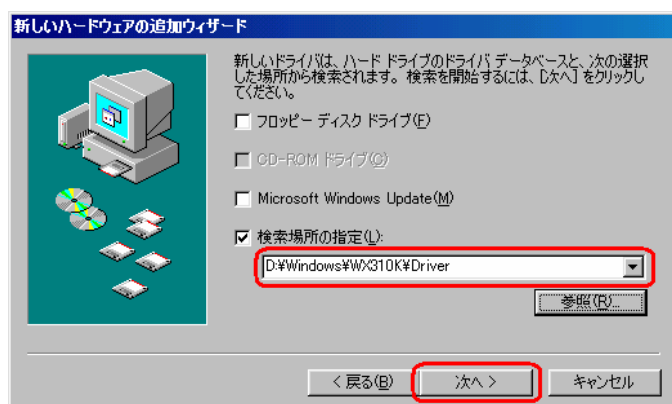 新しいハードウェアの追加ウィザード
新しいドライバは、ハード ドライブのドライバ データベースと、次の選択
した場所から検索されます。検索を開始するには、[次へ] をクリックし
てください。
フロッピー ディスク ドライブ(F)
CD-ROM ドライブ(C)
Microsoft Windows Update(M)
検索場所の指定(L):
D:¥Windows¥WX310K¥Driver
参照(R)...
< 戻る(B)
次へ >
キャンセル